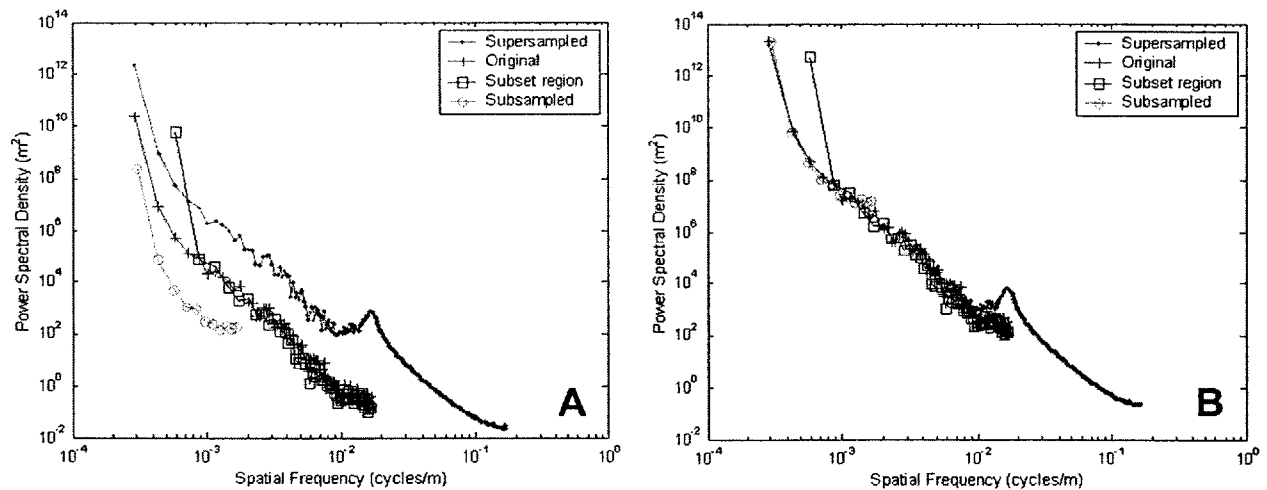 10^14
10^12
10^10
10^8
10^6
10^4
10^2
10^0
10^-2
Power Spectral Density (m^2)
Supersampled
Original
Subset region
Subsampled
A
10^-4
10^-3
10^-2
10^-1
10^0
Spatial Frequency (cycles/m)
10^14
10^12
10^10
10^8
10^6
10^4
10^2
10^0
10^-2
Power Spectral Density (m^2)
Supersampled
Original
Subset region
Subsampled
B
10^-4
10^-3
10^-2
10^-1
10^0
Spatial Frequency (cycles/m)